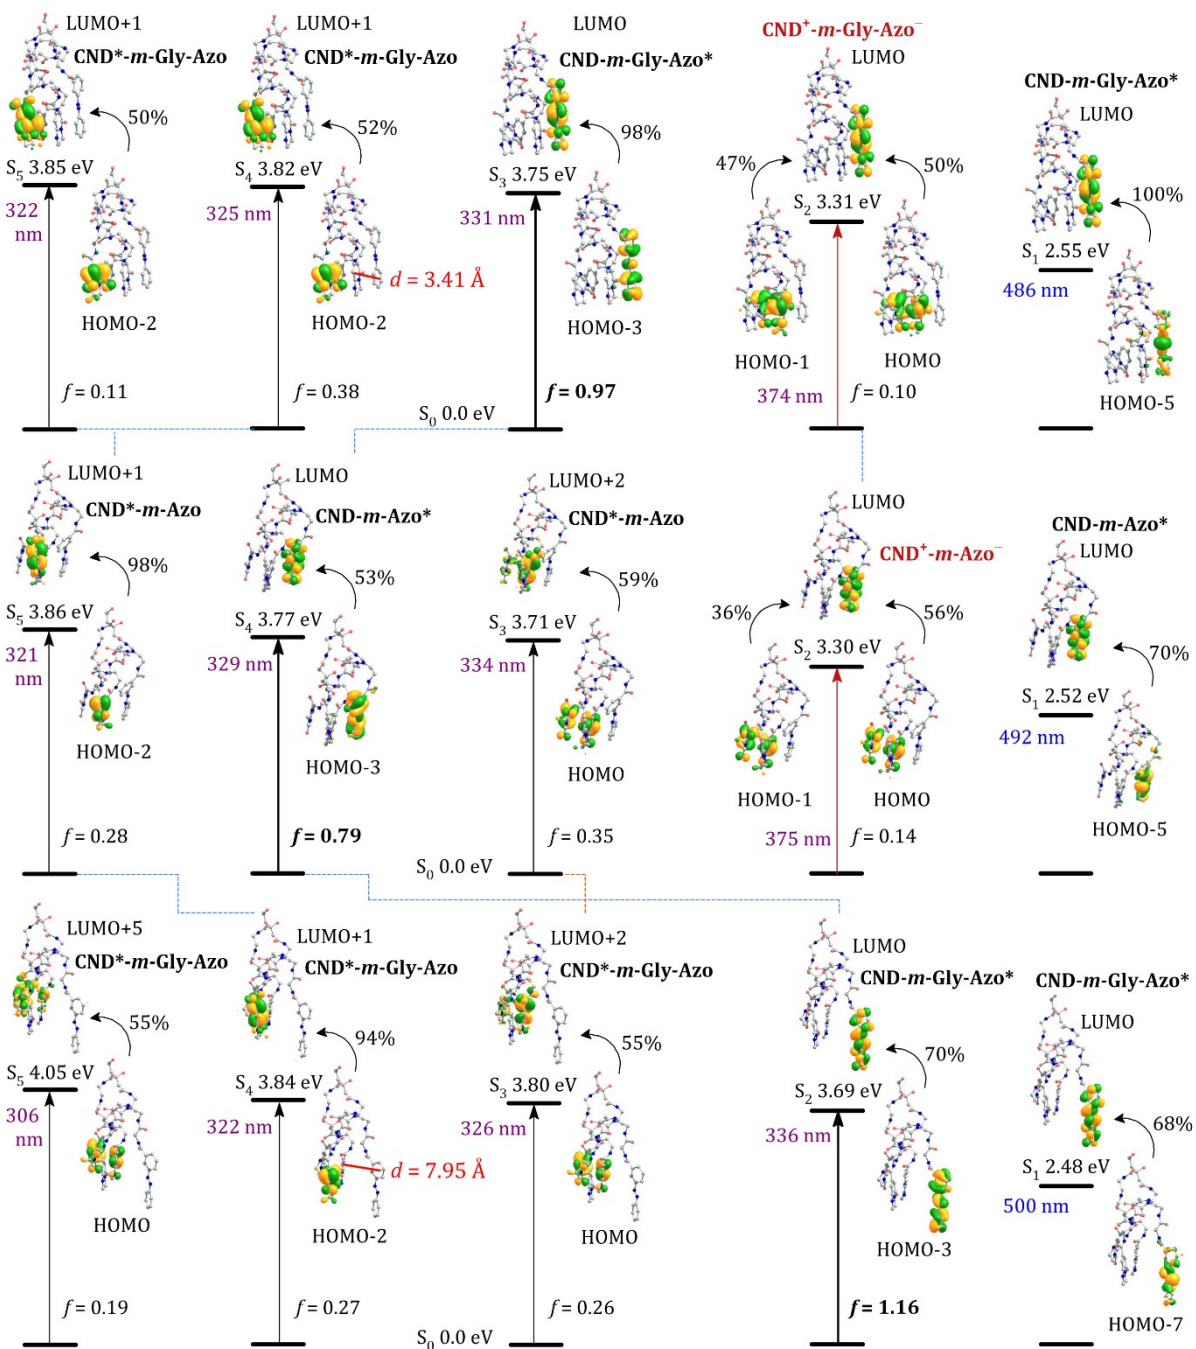 LUMO+1
CND*-m-Gly-Azo
50%
S5 3.85 eV
322
nm
HOMO-2
f = 0.11
LUMO+1
CND*-m-Gly-Azo
52%
S4 3.82 eV
325 nm
d = 3.41 Å
HOMO-2
f = 0.38
LUMO
CND-m-Gly-Azo*
98%
S3 3.75 eV
331 nm
HOMO-3
f = 0.97
S0 0.0 eV
CND⁺-m-Gly-Azo⁻
LUMO
47%
50%
S2 3.31 eV
HOMO-1
HOMO
374 nm
f = 0.10
CND-m-Gly-Azo*
LUMO
100%
S1 2.55 eV
486 nm
HOMO-5
LUMO+1
CND*-m-Azo
98%
S5 3.86 eV
321
nm
HOMO-2
f = 0.28
LUMO
CND-m-Azo*
53%
S4 3.77 eV
329 nm
HOMO-3
f = 0.79
LUMO+2
CND*-m-Azo
59%
S3 3.71 eV
334 nm
HOMO
f = 0.35
S0 0.0 eV
LUMO
CND⁺-m-Azo⁻
36%
56%
S2 3.30 eV
HOMO-1
HOMO
375 nm
f = 0.14
CND-m-Azo*
LUMO
70%
S1 2.52 eV
492 nm
HOMO-5
LUMO+5
CND*-m-Gly-Azo
55%
S5 4.05 eV
306
nm
HOMO
f = 0.19
LUMO+1
CND*-m-Gly-Azo
94%
S4 3.84 eV
322 nm
d = 7.95 Å
HOMO-2
f = 0.27
LUMO+2
CND*-m-Gly-Azo
55%
S3 3.80 eV
326 nm
HOMO
f = 0.26
S0 0.0 eV
LUMO
CND-m-Gly-Azo*
70%
S2 3.69 eV
336 nm
HOMO-3
f = 1.16
CND-m-Gly-Azo*
LUMO
68%
S1 2.48 eV
500 nm
HOMO-7